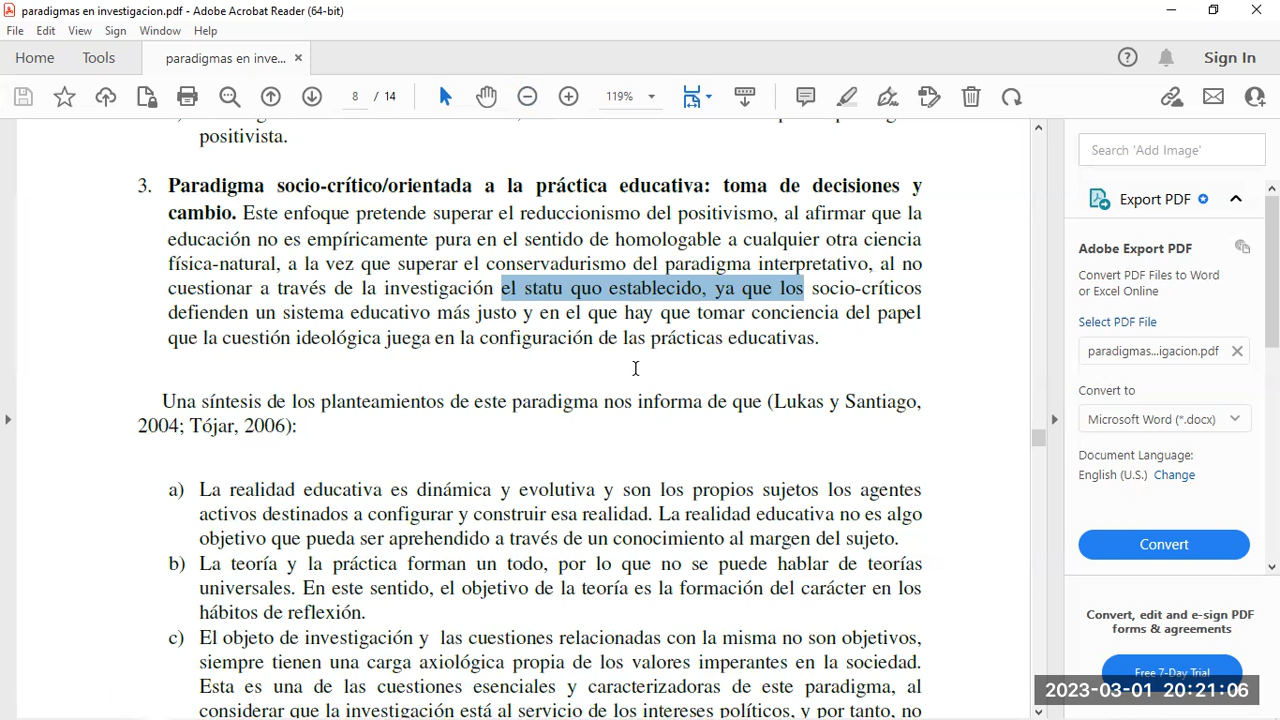 paradigmas en investigacion.pdf - Adobe Acrobat Reader (64-bit)
File Edit View Sign Window Help
Home Tools paradigmas en inve... × Sign In
8 / 14 119%
positivista.
3. Paradigma socio-crítico/orientada a la práctica educativa: toma de decisiones y
cambio. Este enfoque pretende superar el reduccionismo del positivismo, al afirmar que la
educación no es empíricamente pura en el sentido de homologable a cualquier otra ciencia
física-natural, a la vez que superar el conservadurismo del paradigma interpretativo, al no
cuestionar a través de la investigación el statu quo establecido, ya que los socio-críticos
defienden un sistema educativo más justo y en el que hay que tomar conciencia del papel
que la cuestión ideológica juega en la configuración de las prácticas educativas.
Una síntesis de los planteamientos de este paradigma nos informa de que (Lukas y Santiago,
2004; Tójar, 2006):
a) La realidad educativa es dinámica y evolutiva y son los propios sujetos los agentes
activos destinados a configurar y construir esa realidad. La realidad educativa no es algo
objetivo que pueda ser aprehendido a través de un conocimiento al margen del sujeto.
b) La teoría y la práctica forman un todo, por lo que no se puede hablar de teorías
universales. En este sentido, el objetivo de la teoría es la formación del carácter en los
hábitos de reflexión.
c) El objeto de investigación y las cuestiones relacionadas con la misma no son objetivos,
siempre tienen una carga axiológica propia de los valores imperantes en la sociedad.
Esta es una de las cuestiones esenciales y caracterizadoras de este paradigma, al
considerar que la investigación está al servicio de los intereses políticos, y por tanto, no
Search 'Add Image'
Export PDF
Adobe Export PDF
Convert PDF Files to Word
or Excel Online
Select PDF File
paradigmas...igacion.pdf
Convert to
Microsoft Word (*.docx)
Document Language:
English (U.S.) Change
Convert
Convert, edit and e-sign PDF
forms & agreements
Free 7-Day Trial
2023-03-01 20:21:06